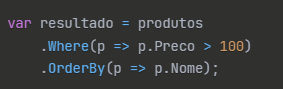 var resultado = produtos
    .Where(p => p.Preco > 100)
    .OrderBy(p => p.Nome);